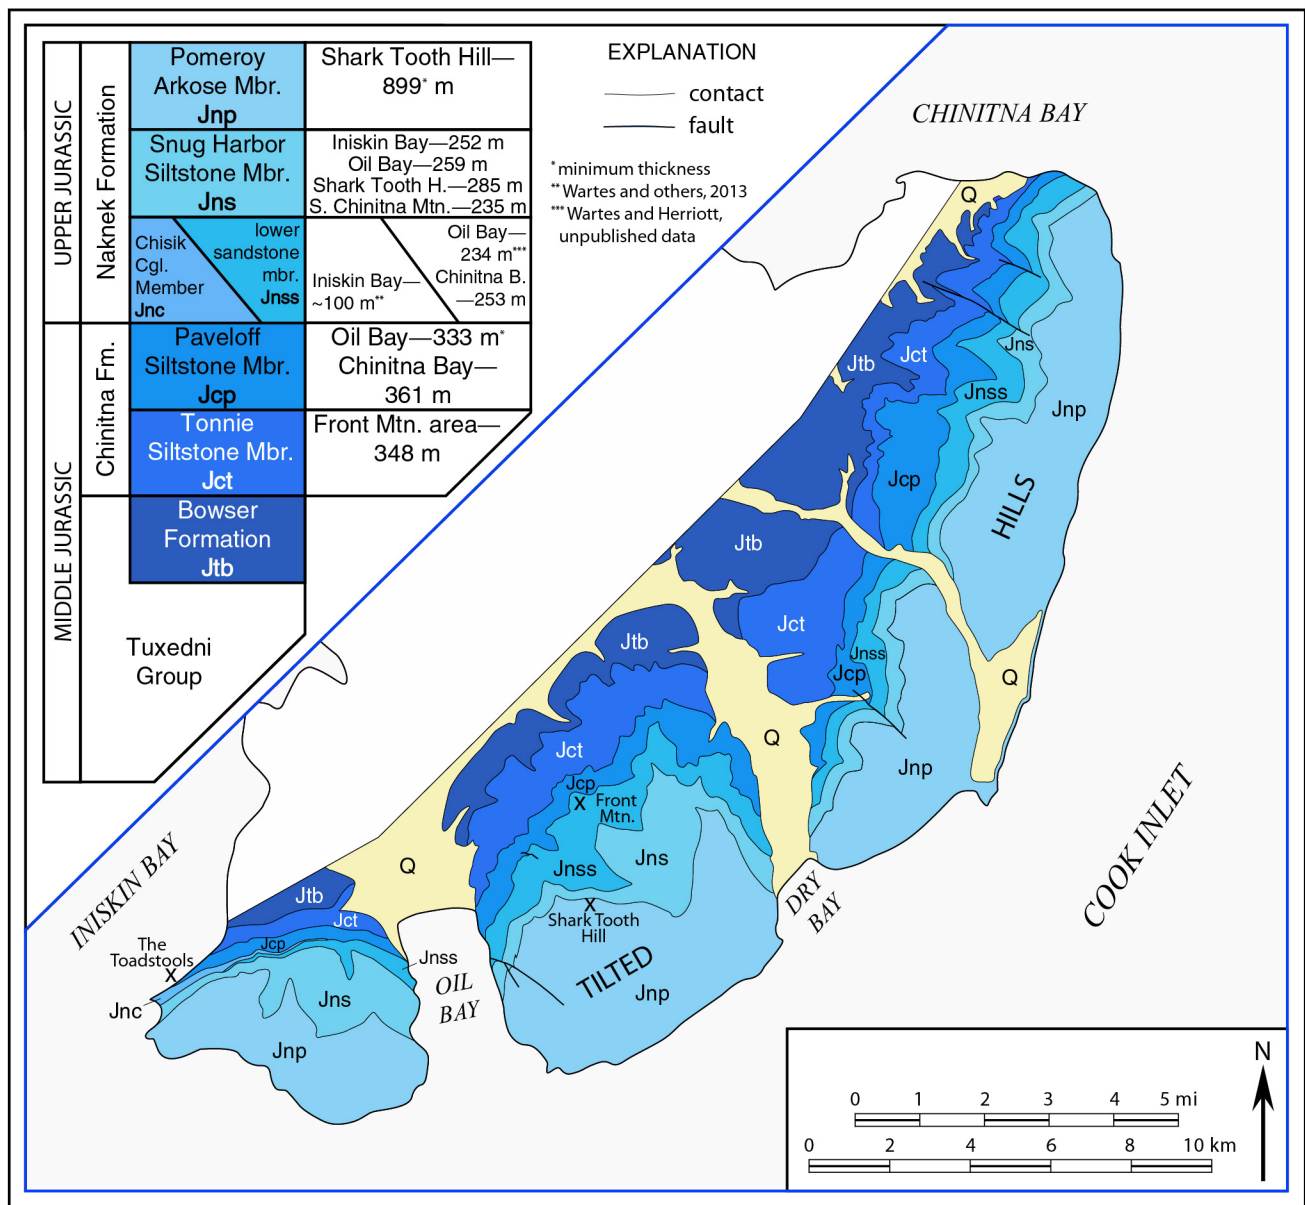 UPPER JURASSIC
MIDDLE JURASSIC
Naknek Formation
Chinitna Fm.
Pomeroy
Arkose Mbr.
Jnp
Shark Tooth Hill—
899* m
Snug Harbor
Siltstone Mbr.
Jns
Iniskin Bay—252 m
Oil Bay—259 m
Shark Tooth H.—285 m
S. Chinitna Mtn.—235 m
Chisik
Cgl.
Member
Jnc
lower
sandstone
mbr.
Jnss
Iniskin Bay—
~100 m**
Oil Bay—
234 m***
Chinitna B.
—253 m
Paveloff
Siltstone Mbr.
Jcp
Oil Bay—333 m*
Chinitna Bay—
361 m
Tonnie
Siltstone Mbr.
Jct
Front Mtn. area—
348 m
Bowser
Formation
Jtb
Tuxedni
Group
EXPLANATION
contact
fault
* minimum thickness
** Wartes and others, 2013
*** Wartes and Herriott,
unpublished data
CHINITNA BAY
Q
Jns
Jct
Jtb
Jnss
Jnp
Jcp
HILLS
Jtb
Jct
Jtb
Jnss
Jcp
Q
Q
Jct
Jnp
Jcp
X Front
Mtn.
COOK INLET
INISKIN BAY
Q
Jns
Jnss
Jtb
X
Shark Tooth
Hill
DRY
BAY
Jct
Jcp
The
Toadstools
X
Jnss
TILTED
OIL
BAY
Jnp
Jns
Jnc
Jnp
N
0 1 2 3 4 5 mi
0 2 4 6 8 10 km